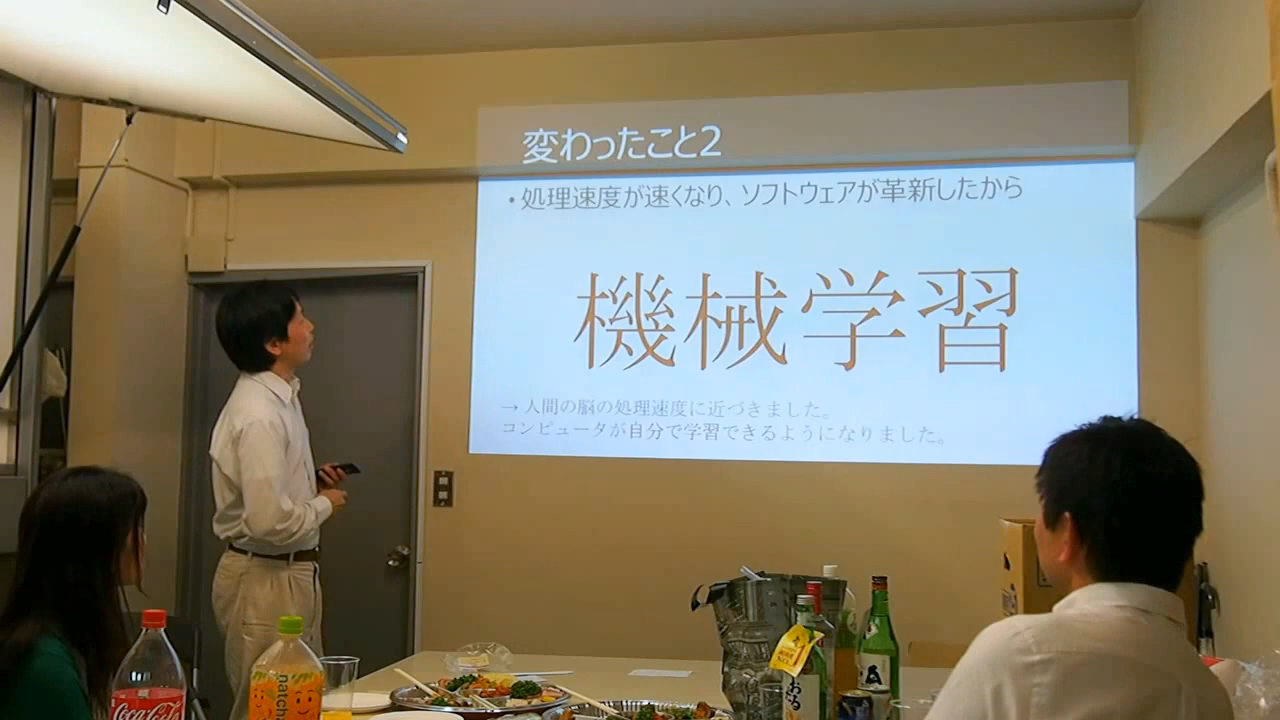 変わったこと2
・処理速度が速くなり、ソフトウェアが革新したから
機械学習
→ 人間の脳の処理速度に近づきました。
コンピュータが自分で学習できるようになりました。
Coca-Cola
natcha